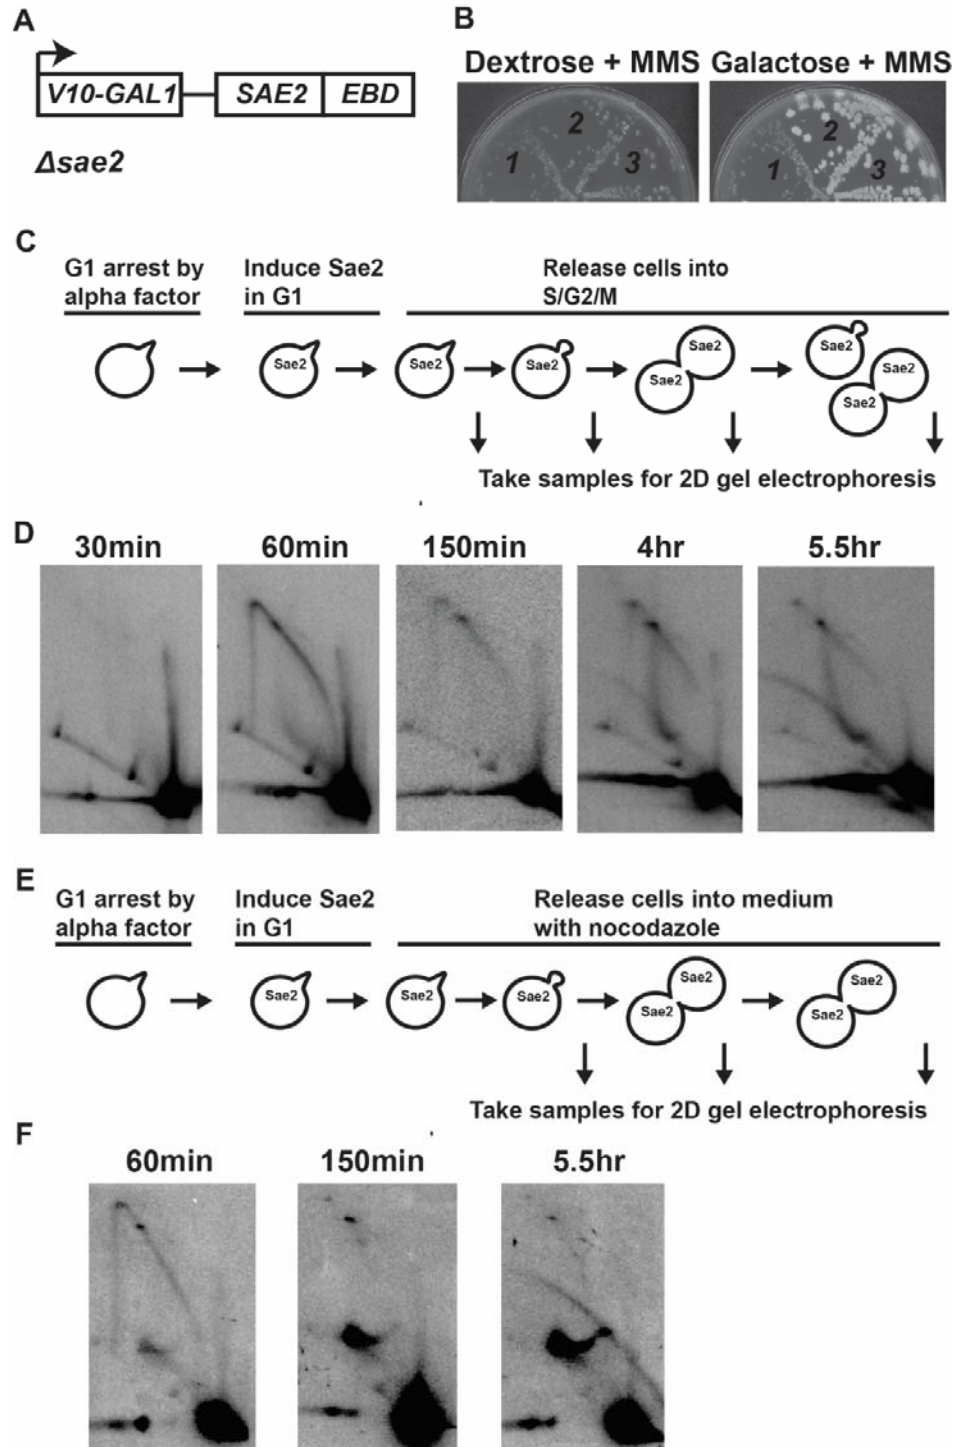 A
V10-GAL1 SAE2 EBD
Δsae2
B
Dextrose + MMS Galactose + MMS
1 2 3 1 2 3
C
G1 arrest by
alpha factor
Induce Sae2
in G1
Release cells into
S/G2/M
Sae2 Sae2 Sae2 Sae2 Sae2 Sae2 Sae2 Sae2
Take samples for 2D gel electrophoresis
D
30min 60min 150min 4hr 5.5hr
E
G1 arrest by
alpha factor
Induce Sae2
in G1
Release cells into medium
with nocodazole
Sae2 Sae2 Sae2 Sae2 Sae2 Sae2 Sae2
Take samples for 2D gel electrophoresis
F
60min 150min 5.5hr